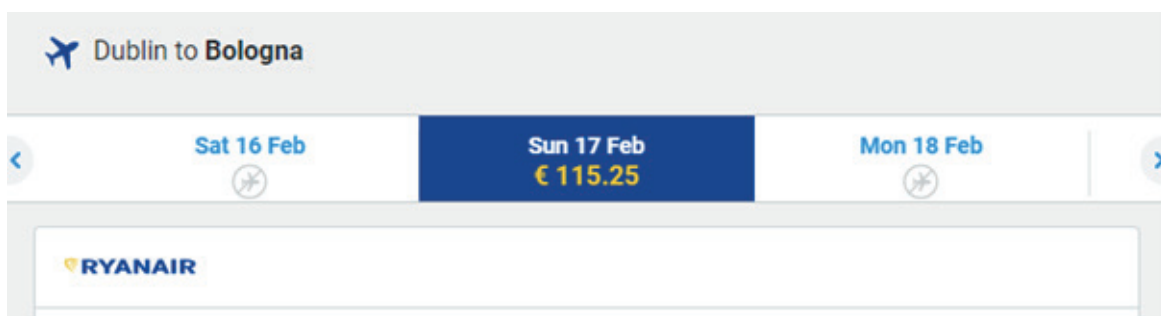 Dublin to Bologna
Sat 16 Feb
Sun 17 Feb
Mon 18 Feb
€ 115.25
RYANAIR